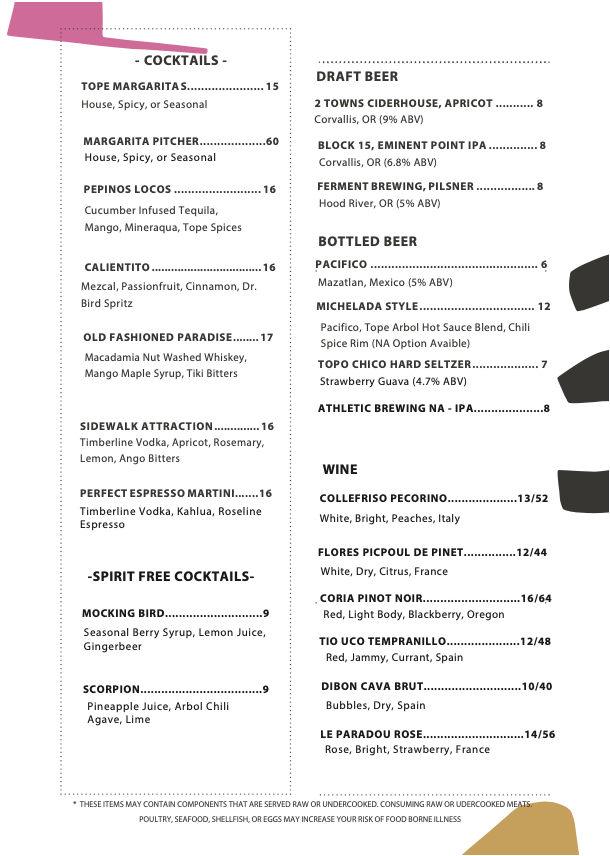 - COCKTAILS -
TOPE MARGARITAS...................... 15
House, Spicy, or Seasonal
MARGARITA PITCHER...................60
House, Spicy, or Seasonal
PEPINOS LOCOS ......................... 16
Cucumber Infused Tequila,
Mango, Mineraqua, Tope Spices
CALIENTITO ................................ 16
Mezcal, Passionfruit, Cinnamon, Dr.
Bird Spritz
OLD FASHIONED PARADISE........ 17
Macadamia Nut Washed Whiskey,
Mango Maple Syrup, Tiki Bitters
SIDEWALK ATTRACTION............. 16
Timberline Vodka, Apricot, Rosemary,
Lemon, Ango Bitters
PERFECT ESPRESSO MARTINI.......16
Timberline Vodka, Kahlua, Roseline
Espresso
-SPIRIT FREE COCKTAILS-
MOCKING BIRD............................9
Seasonal Berry Syrup, Lemon Juice,
Gingerbeer
SCORPION...................................9
Pineapple Juice, Arbol Chili
Agave, Lime
DRAFT BEER
2 TOWNS CIDERHOUSE, APRICOT ........... 8
Corvallis, OR (9% ABV)
BLOCK 15, EMINENT POINT IPA .............. 8
Corvallis, OR (6.8% ABV)
FERMENT BREWING, PILSNER ................. 8
Hood River, OR (5% ABV)
BOTTLED BEER
PACIFICO ................................................ 6
Mazatlan, Mexico (5% ABV)
MICHELADA STYLE.................................. 12
Pacifico, Tope Arbol Hot Sauce Blend, Chili
Spice Rim (NA Option Avaible)
TOPO CHICO HARD SELTZER.................... 7
Strawberry Guava (4.7% ABV)
ATHLETIC BREWING NA - IPA....................8
WINE
COLLEFRISO PECORINO....................13/52
White, Bright, Peaches, Italy
FLORES PICPOUL DE PINET...............12/44
White, Dry, Citrus, France
CORIA PINOT NOIR............................16/64
Red, Light Body, Blackberry, Oregon
TIO UCO TEMPRANILLO.....................12/48
Red, Jammy, Currant, Spain
DIBON CAVA BRUT............................10/40
Bubbles, Dry, Spain
LE PARADOU ROSE.............................14/56
Rose, Bright, Strawberry, France
* THESE ITEMS MAY CONTAIN COMPONENTS THAT ARE SERVED RAW OR UNDERCOOKED. CONSUMING RAW OR UDERCOOKED MEATS,
POULTRY, SEAFOOD, SHELLFISH, OR EGGS MAY INCREASE YOUR RISK OF FOOD BORNE ILLNESS